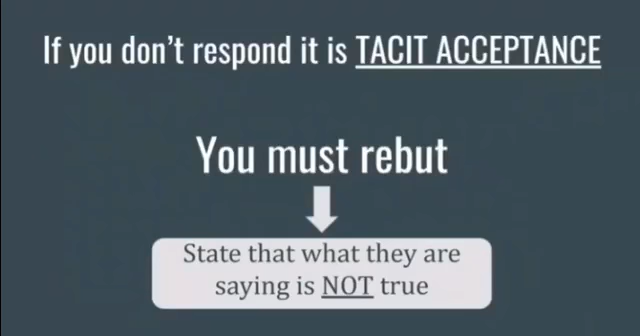 If you don't respond it is TACIT ACCEPTANCE
You must rebut
State that what they are
saying is NOT true